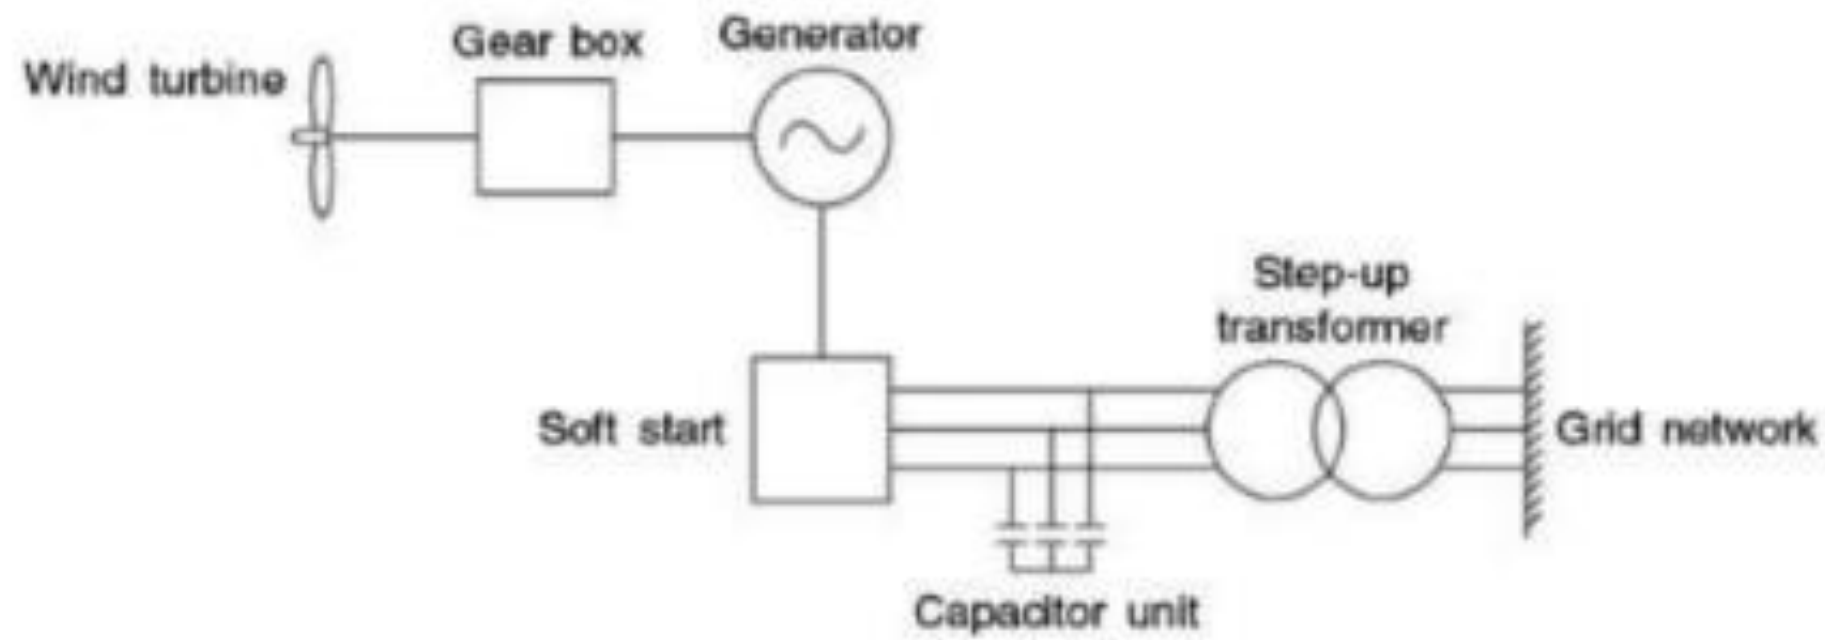 Wind turbine
Gear box
Generator
Step-up
transformer
Soft start
Grid network
Capacitor unit